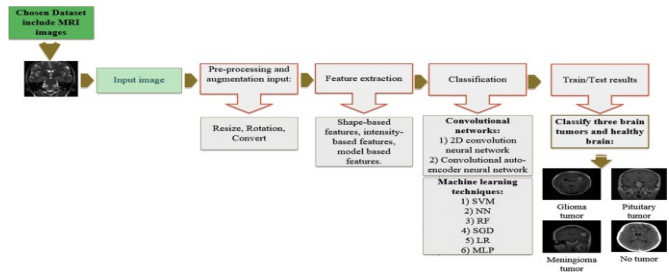 Chosen Dataset
include MRI
images
Input image
Pre-processing and
augmentation input:
Resize, Rotation,
Convert
Feature extraction
Shape-based
features, intensity-
based features,
model based
features.
Classification
Convolutional
networks:
1) 2D convolution
neural network
2) Convolutional auto-
encoder neural network
Machine learning
techniques:
1) SVM
2) NN
3) RF
4) SGD
5) LR
6) MLP
Train/Test results
Classify three brain
tumors and healthy
brain:
Glioma
tumor
Pituitary
tumor
Meningioma
tumor
No tumor